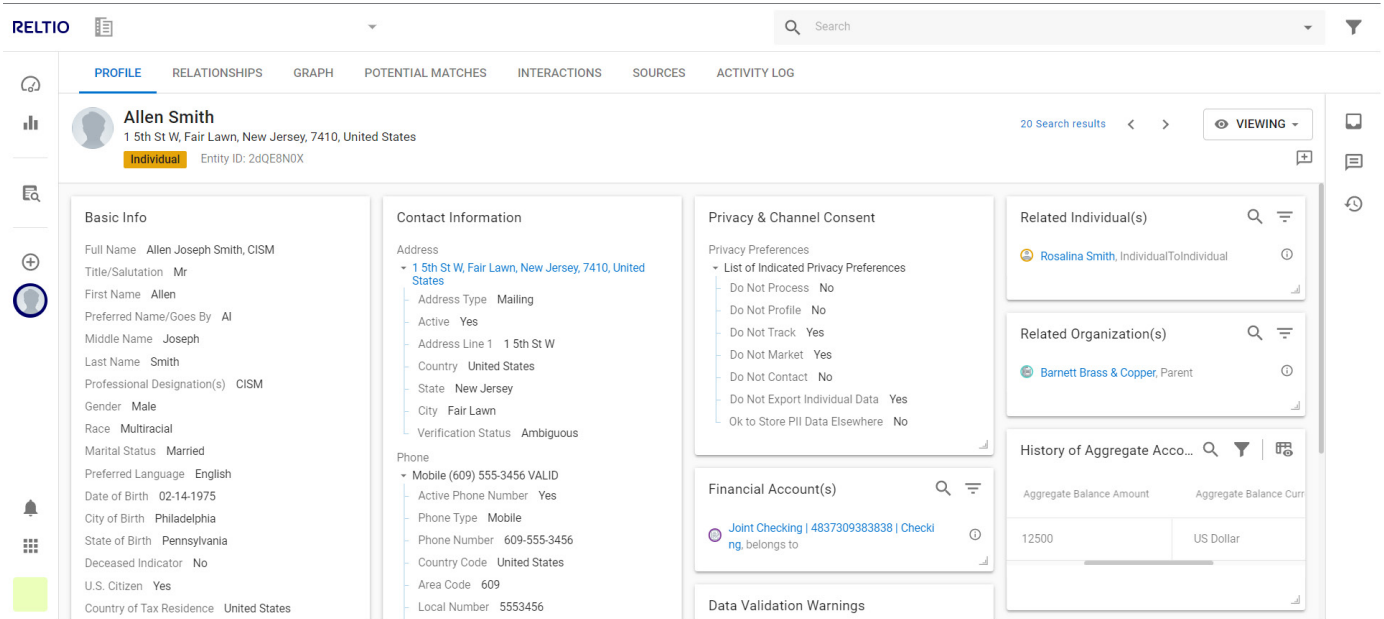 RELTIO
Search
PROFILE RELATIONSHIPS GRAPH POTENTIAL MATCHES INTERACTIONS SOURCES ACTIVITY LOG
Allen Smith
1 5th St W, Fair Lawn, New Jersey, 7410, United States
Individual Entity ID: 2dQE8N0X
20 Search results
VIEWING
Basic Info
Full Name Allen Joseph Smith, CISM
Title/Salutation Mr
First Name Allen
Preferred Name/Goes By Al
Middle Name Joseph
Last Name Smith
Professional Designation(s) CISM
Gender Male
Race Multiracial
Marital Status Married
Preferred Language English
Date of Birth 02-14-1975
City of Birth Philadelphia
State of Birth Pennsylvania
Deceased Indicator No
U.S. Citizen Yes
Country of Tax Residence United States
Contact Information
Address
1 5th St W, Fair Lawn, New Jersey, 7410, United
States
Address Type Mailing
Active Yes
Address Line 1 1 5th St W
Country United States
State New Jersey
City Fair Lawn
Verification Status Ambiguous
Phone
Mobile (609) 555-3456 VALID
Active Phone Number Yes
Phone Type Mobile
Phone Number 609-555-3456
Country Code United States
Area Code 609
Local Number 5553456
Privacy & Channel Consent
Privacy Preferences
List of Indicated Privacy Preferences
Do Not Process No
Do Not Profile No
Do Not Track Yes
Do Not Market Yes
Do Not Contact No
Do Not Export Individual Data Yes
Ok to Store PII Data Elsewhere No
Financial Account(s)
Joint Checking | 4837309383838 | Checki
ng, belongs to
Data Validation Warnings
Related Individual(s)
Rosalina Smith, IndividualToIndividual
Related Organization(s)
Barnett Brass & Copper, Parent
History of Aggregate Acco...
Aggregate Balance Amount Aggregate Balance Curr
12500 US Dollar